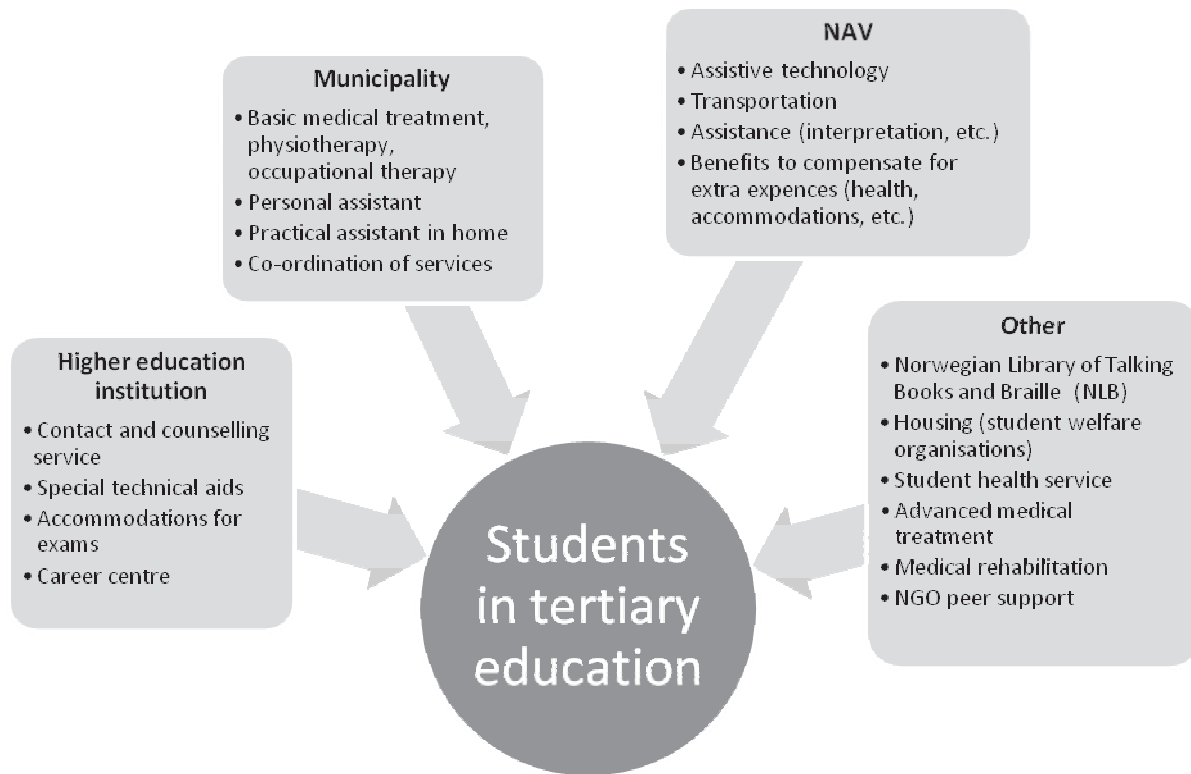 Municipality
• Basic medical treatment,
physiotherapy,
occupational therapy
• Personal assistant
• Practical assistant in home
• Co-ordination of services
NAV
• Assistive technology
• Transportation
• Assistance (interpretation, etc.)
• Benefits to compensate for
extra expences (health,
accommodations, etc.)
Higher education
institution
• Contact and counselling
service
• Special technical aids
• Accommodations for
exams
• Career centre
Other
• Norwegian Library of Talking
Books and Braille (NLB)
• Housing (student welfare
organisations)
• Student health service
• Advanced medical
treatment
• Medical rehabilitation
• NGO peer support
Students
in tertiary
education